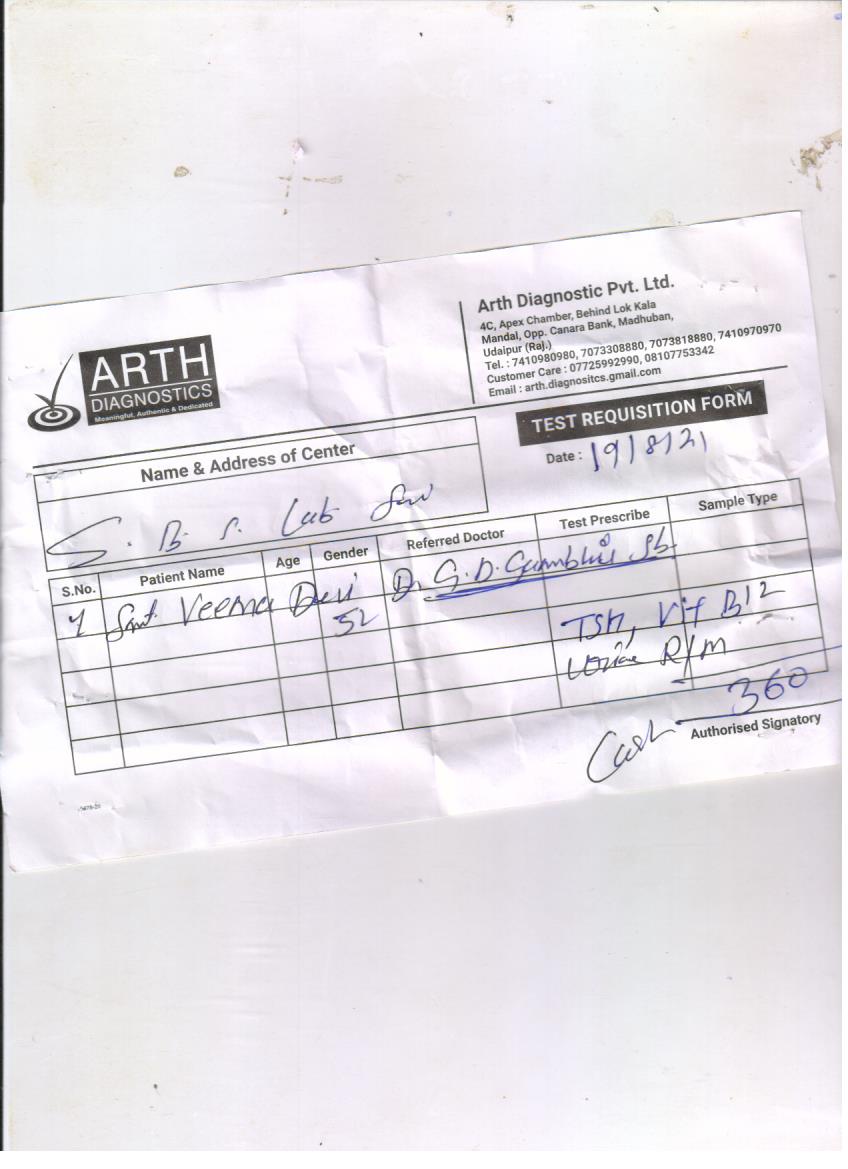 ARTH
DIAGNOSTICS
Meaningful, Authentic & Dedicated
Arth Diagnostic Pvt. Ltd.
4C, Apex Chamber, Behind Lok Kala
Mandal, Opp. Canara Bank, Madhuban,
Udaipur (Raj.)
Tel. : 7410980980, 7073308880, 7073818880, 7410970970
Customer Care : 07725992990, 08107753342
Email : arth.diagnositcs.gmail.com
TEST REQUISITION FORM
Date : 19/8/21
Name & Address of Center
S. B. S. Lab
S.No. Patient Name Age Gender Referred Doctor Test Prescribe Sample Type
1 Smt. Veema Devi 52 Dr G. D.
TSH, Vit B12
Urine R/M
360
Cash
Authorised Signatory